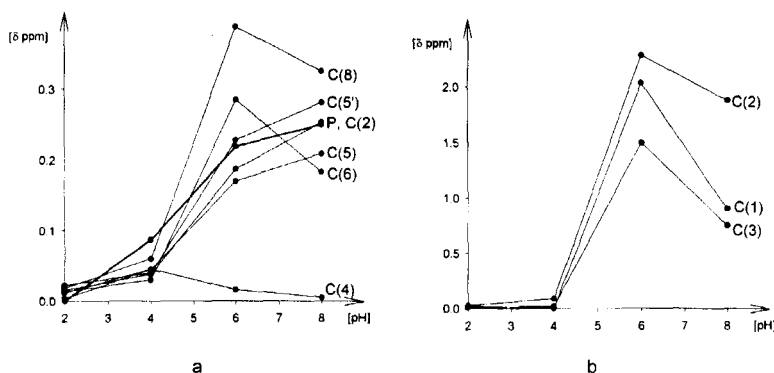 [δ ppm]
0.3
0.2
0.1
0.0
2 3 4 5 6 7 8 [pH]
C(8)
C(5')
P, C(2)
C(5)
C(6)
C(4)
a
[δ ppm]
2.0
1.5
1.0
0.5
0.0
2 3 4 5 6 7 8 [pH]
C(2)
C(1)
C(3)
b